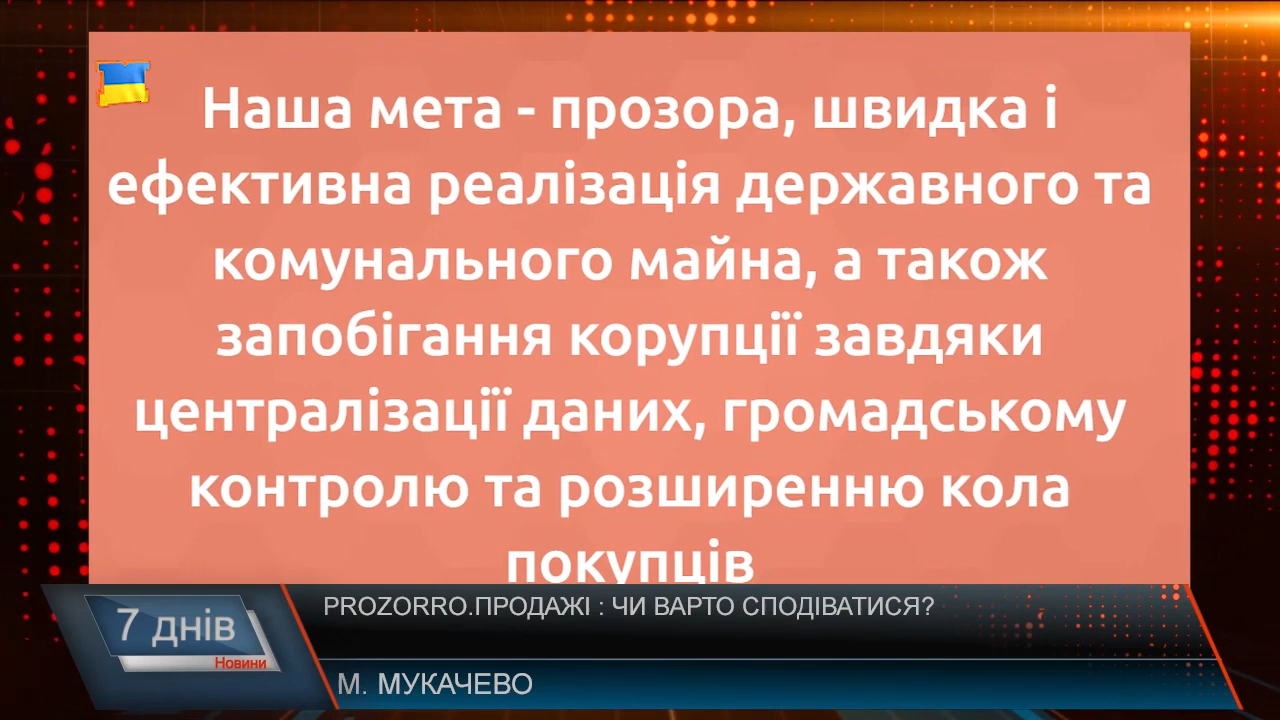 Наша мета - прозора, швидка і
ефективна реалізація державного та
комунального майна, а також
запобігання корупції завдяки
централізації даних, громадському
контролю та розширенню кола
покупців
PROZORRO.ПРОДАЖІ : ЧИ ВАРТО СПОДІВАТИСЯ?
7 днів
Новини
М. МУКАЧЕВО